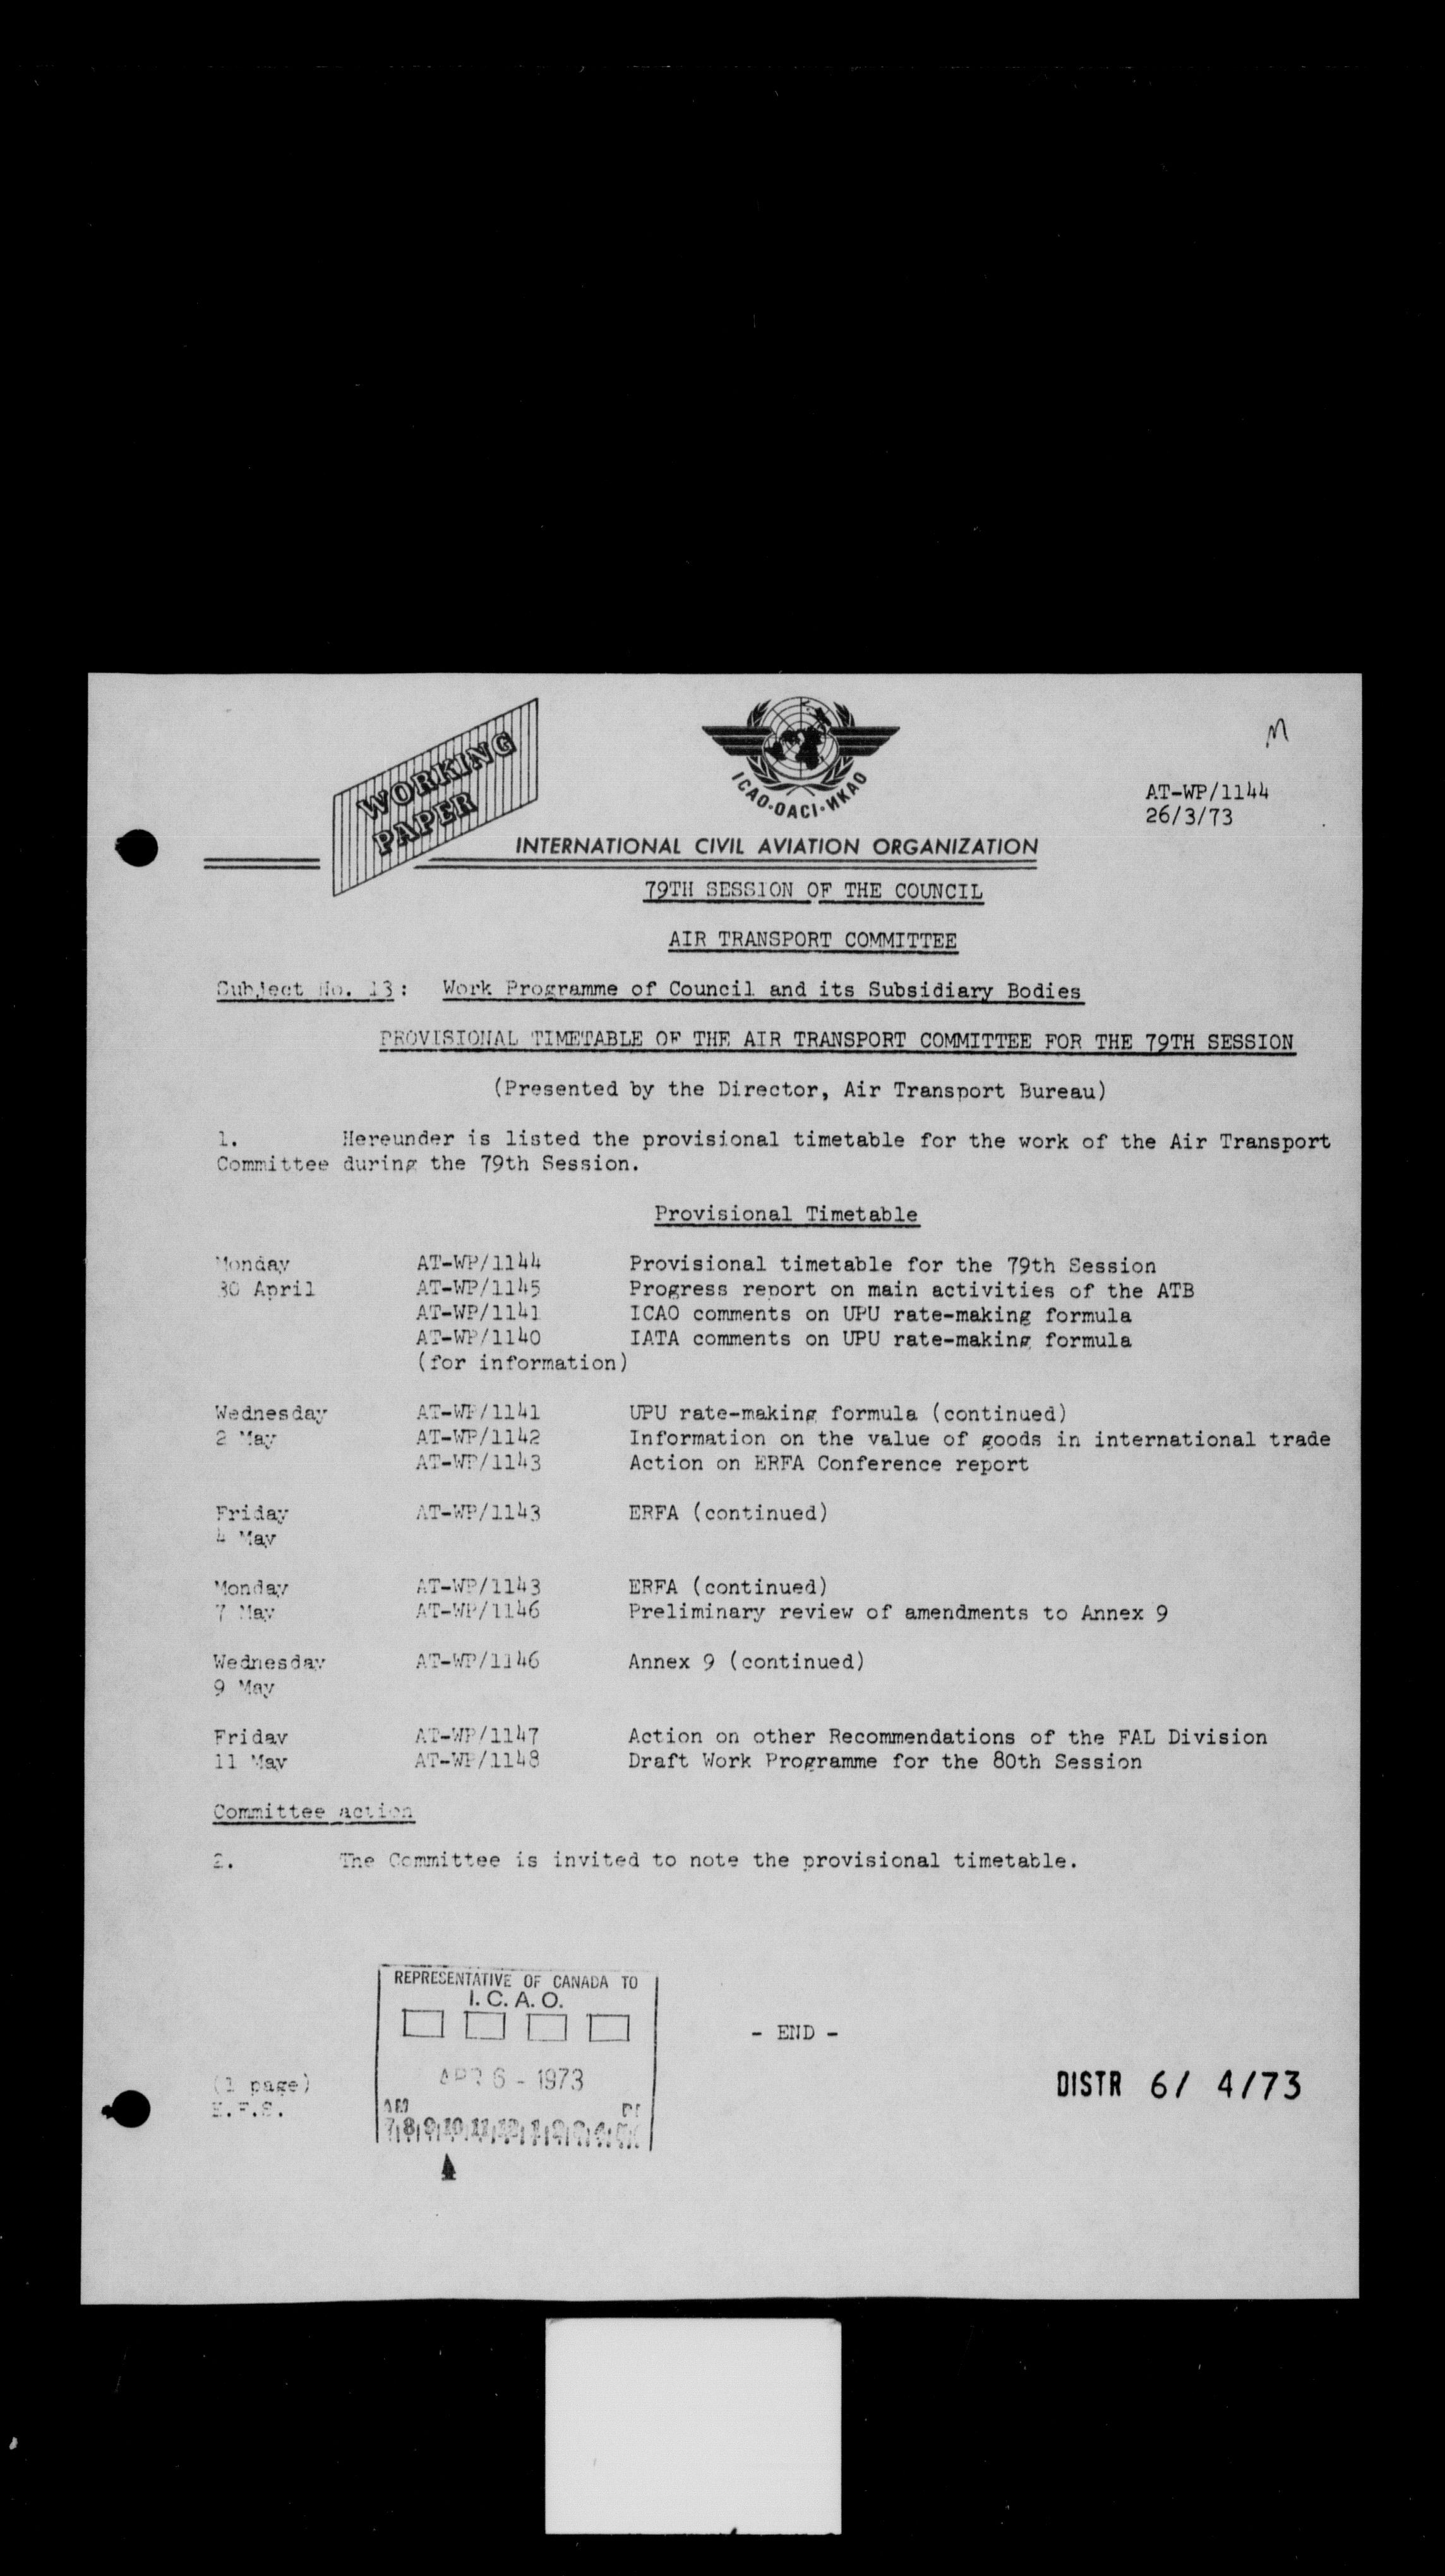 WORKING
PAPER
ICAO·OACI·ИКАО
M
AT-WP/1144
26/3/73
INTERNATIONAL CIVIL AVIATION ORGANIZATION
79TH SESSION OF THE COUNCIL
AIR TRANSPORT COMMITTEE
Subject No. 13: Work Programme of Council and its Subsidiary Bodies
PROVISIONAL TIMETABLE OF THE AIR TRANSPORT COMMITTEE FOR THE 79TH SESSION
(Presented by the Director, Air Transport Bureau)
1. Hereunder is listed the provisional timetable for the work of the Air Transport
Committee during the 79th Session.
Provisional Timetable
Monday AT-WP/1144 Provisional timetable for the 79th Session
30 April AT-WP/1145 Progress report on main activities of the ATB
AT-WP/1141 ICAO comments on UPU rate-making formula
AT-WP/1140 IATA comments on UPU rate-making formula
(for information)
Wednesday AT-WP/1141 UPU rate-making formula (continued)
2 May AT-WP/1142 Information on the value of goods in international trade
AT-WP/1143 Action on ERFA Conference report
Friday AT-WP/1143 ERFA (continued)
4 May
Monday AT-WP/1143 ERFA (continued)
7 May AT-WP/1146 Preliminary review of amendments to Annex 9
Wednesday AT-WP/1146 Annex 9 (continued)
9 May
Friday AT-WP/1147 Action on other Recommendations of the FAL Division
11 May AT-WP/1148 Draft Work Programme for the 80th Session
Committee action
2. The Committee is invited to note the provisional timetable.
REPRESENTATIVE OF CANADA TO
I.C.A.O.
- END -
APR 6 - 1973
(1 page)
DISTR 6/ 4/73
AM
7 8 9 10 11 12 1 2 3 4 5